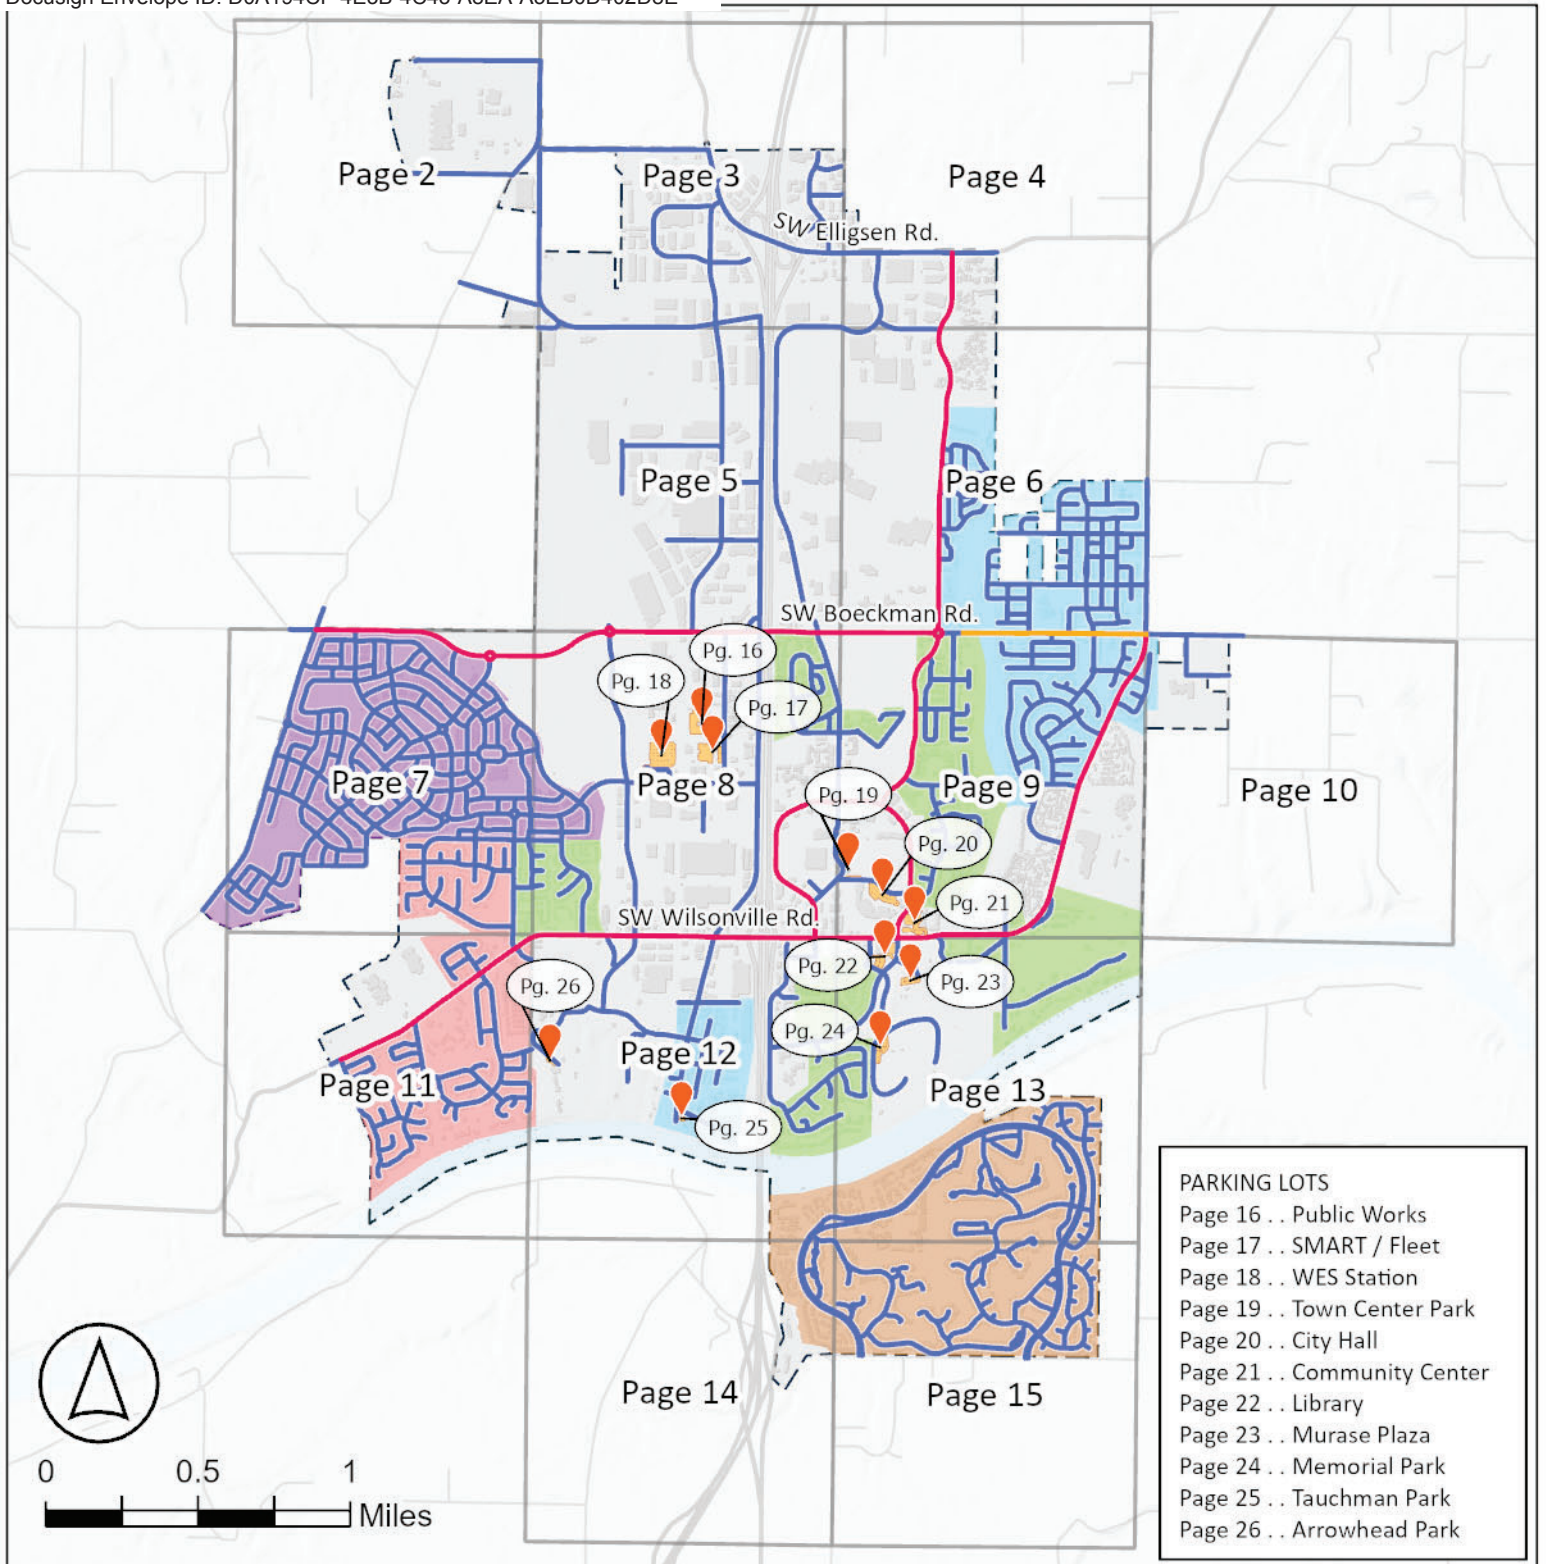 Page 2
Page 3
Page 4
SW Elligsen Rd.
Page 5
Page 6
SW Boeckman Rd.
Pg. 16
Pg. 18
Pg. 17
Page 7
Page 8
Pg. 19
Page 9
Page 10
Pg. 20
Pg. 21
SW Wilsonville Rd.
Pg. 22
Pg. 23
Pg. 26
Pg. 24
Page 12
Page 11
Page 13
Pg. 25
PARKING LOTS
Page 16 . . Public Works
Page 17 . . SMART / Fleet
Page 18 . . WES Station
Page 19 . . Town Center Park
Page 20 . . City Hall
Page 21 . . Community Center
Page 22 . . Library
Page 23 . . Murase Plaza
Page 24 . . Memorial Park
Page 25 . . Tauchman Park
Page 26 . . Arrowhead Park
Page 14
Page 15
0 0.5 1
Miles